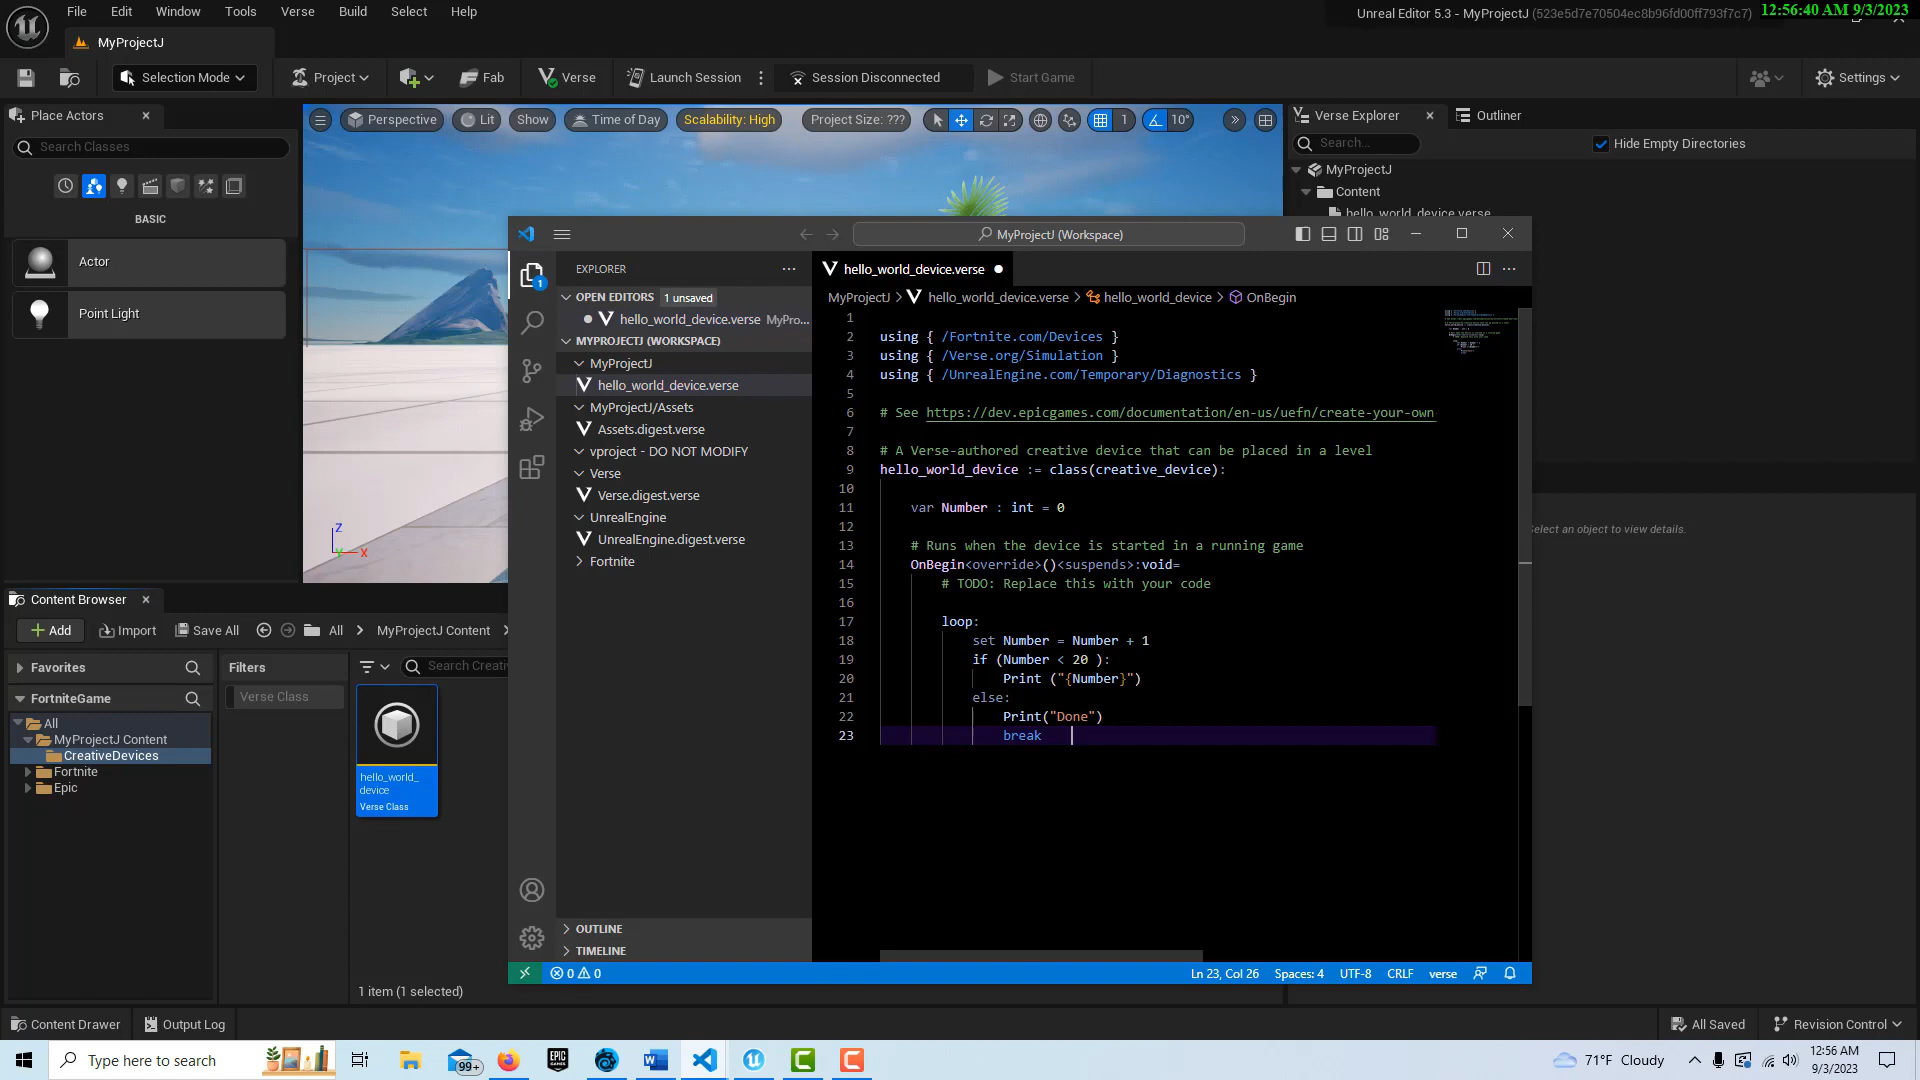 File Edit Window Tools Verse Build Select Help
Unreal Editor 5.3 - MyProjectJ (523e5d7e70504ec8b96fd00ff793f7c7)
12:56:40 AM 9/3/2023
MyProjectJ
Selection Mode Project Fab Verse Launch Session Session Disconnected Start Game Settings
Place Actors
Search Classes
BASIC
Actor
Point Light
Perspective Lit Show Time of Day Scalability: High Project Size: ??? 1 10°
Z
Y X
Verse Explorer Outliner
Search... Hide Empty Directories
MyProjectJ
Content
hello_world_device.verse
Select an object to view details.
MyProjectJ (Workspace)
EXPLORER
1
OPEN EDITORS 1 unsaved
hello_world_device.verse MyPro...
MYPROJECTJ (WORKSPACE)
MyProjectJ
hello_world_device.verse
MyProjectJ/Assets
Assets.digest.verse
vproject - DO NOT MODIFY
Verse
Verse.digest.verse
UnrealEngine
UnrealEngine.digest.verse
Fortnite
OUTLINE
TIMELINE
hello_world_device.verse
MyProjectJ > hello_world_device.verse > hello_world_device > OnBegin
1
2 using { /Fortnite.com/Devices }
3 using { /Verse.org/Simulation }
4 using { /UnrealEngine.com/Temporary/Diagnostics }
5
6 # See https://dev.epicgames.com/documentation/en-us/uefn/create-your-own
7
8 # A Verse-authored creative device that can be placed in a level
9 hello_world_device := class(creative_device):
10
11 var Number : int = 0
12
13 # Runs when the device is started in a running game
14 OnBegin<override>()<suspends>:void=
15 # TODO: Replace this with your code
16
17 loop:
18 set Number = Number + 1
19 if (Number < 20 ):
20 Print ("{Number}")
21 else:
22 Print("Done")
23 break
0 0 Ln 23, Col 26 Spaces: 4 UTF-8 CRLF verse
Content Browser
Add Import Save All All > MyProjectJ Content >
Favorites
FortniteGame
All
MyProjectJ Content
CreativeDevices
Fortnite
Epic
Filters
Verse Class
Search Creati
hello_world_
device
Verse Class
1 item (1 selected)
Content Drawer Output Log All Saved Revision Control
Type here to search
99+
EPIC
GAMES
71°F Cloudy
12:56 AM
9/3/2023